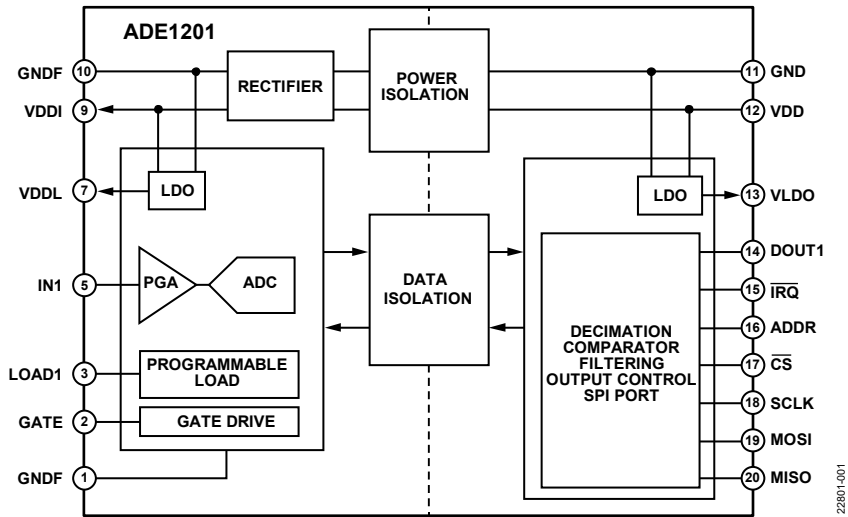 ADE1201
GNDF 10
VDDI 9
VDDL 7
IN1 5
LOAD1 3
GATE 2
GNDF 1
RECTIFIER
POWER
ISOLATION
LDO
PGA
ADC
PROGRAMMABLE
LOAD
GATE DRIVE
DATA
ISOLATION
LDO
DECIMATION
COMPARATOR
FILTERING
OUTPUT CONTROL
SPI PORT
11 GND
12 VDD
13 VLDO
14 DOUT1
15 IRQ
16 ADDR
17 CS
18 SCLK
19 MOSI
20 MISO
22801-001